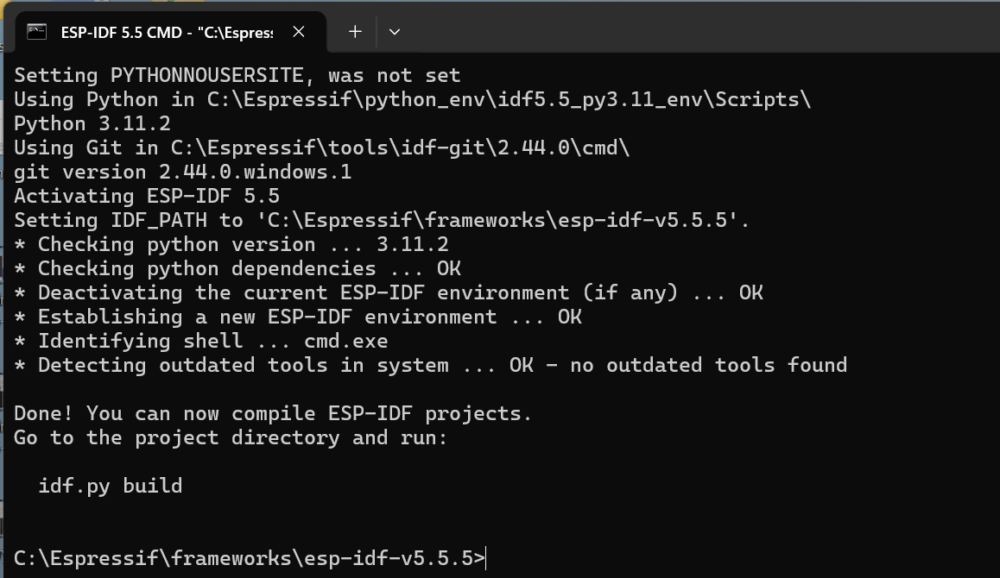 ESP-IDF 5.5 CMD - "C:\Espress
Setting PYTHONNOUSERSITE, was not set
Using Python in C:\Espressif\python_env\idf5.5_py3.11_env\Scripts\
Python 3.11.2
Using Git in C:\Espressif\tools\idf-git\2.44.0\cmd\
git version 2.44.0.windows.1
Activating ESP-IDF 5.5
Setting IDF_PATH to 'C:\Espressif\frameworks\esp-idf-v5.5.5'.
* Checking python version ... 3.11.2
* Checking python dependencies ... OK
* Deactivating the current ESP-IDF environment (if any) ... OK
* Establishing a new ESP-IDF environment ... OK
* Identifying shell ... cmd.exe
* Detecting outdated tools in system ... OK - no outdated tools found
Done! You can now compile ESP-IDF projects.
Go to the project directory and run:
idf.py build
C:\Espressif\frameworks\esp-idf-v5.5.5>